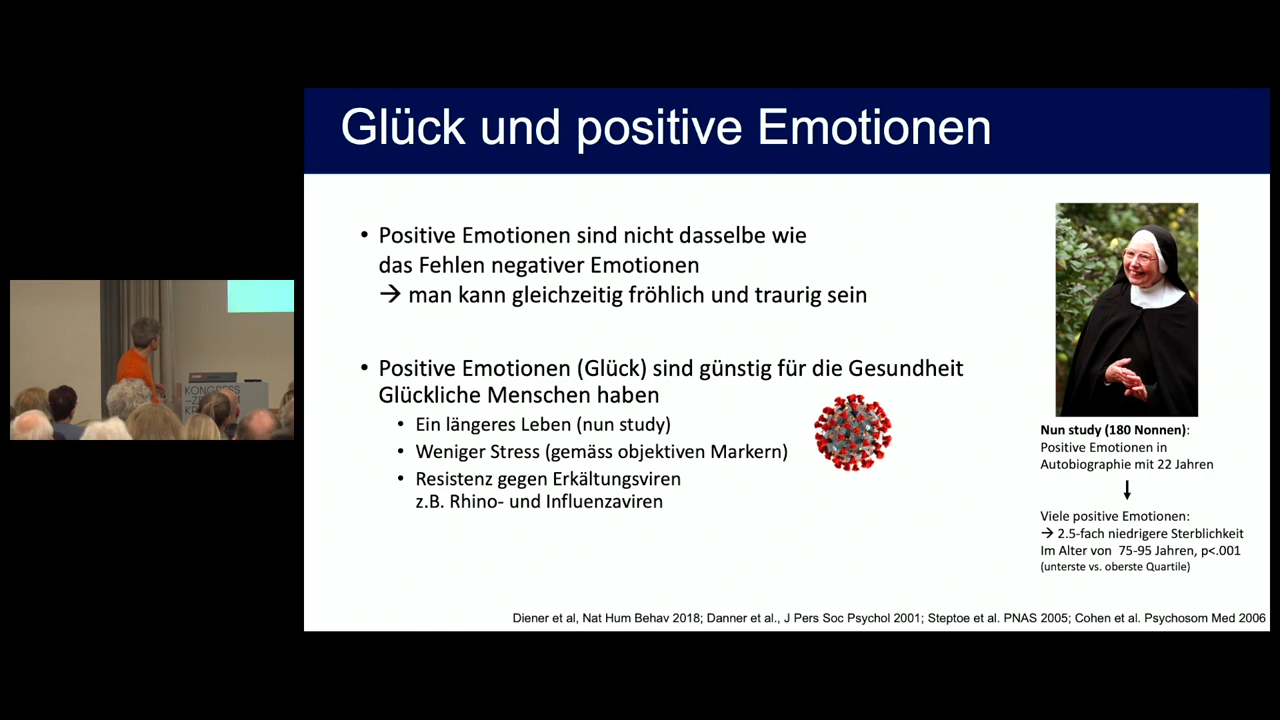 Glück und positive Emotionen
• Positive Emotionen sind nicht dasselbe wie
das Fehlen negativer Emotionen
→ man kann gleichzeitig fröhlich und traurig sein
• Positive Emotionen (Glück) sind günstig für die Gesundheit
Glückliche Menschen haben
• Ein längeres Leben (nun study)
• Weniger Stress (gemäss objektiven Markern)
• Resistenz gegen Erkältungsviren
z.B. Rhino- und Influenzaviren
Nun study (180 Nonnen):
Positive Emotionen in
Autobiographie mit 22 Jahren
Viele positive Emotionen:
→ 2.5-fach niedrigere Sterblichkeit
Im Alter von 75-95 Jahren, p<.001
(unterste vs. oberste Quartile)
Diener et al, Nat Hum Behav 2018; Danner et al., J Pers Soc Psychol 2001; Steptoe et al. PNAS 2005; Cohen et al. Psychosom Med 2006
KONGRESS